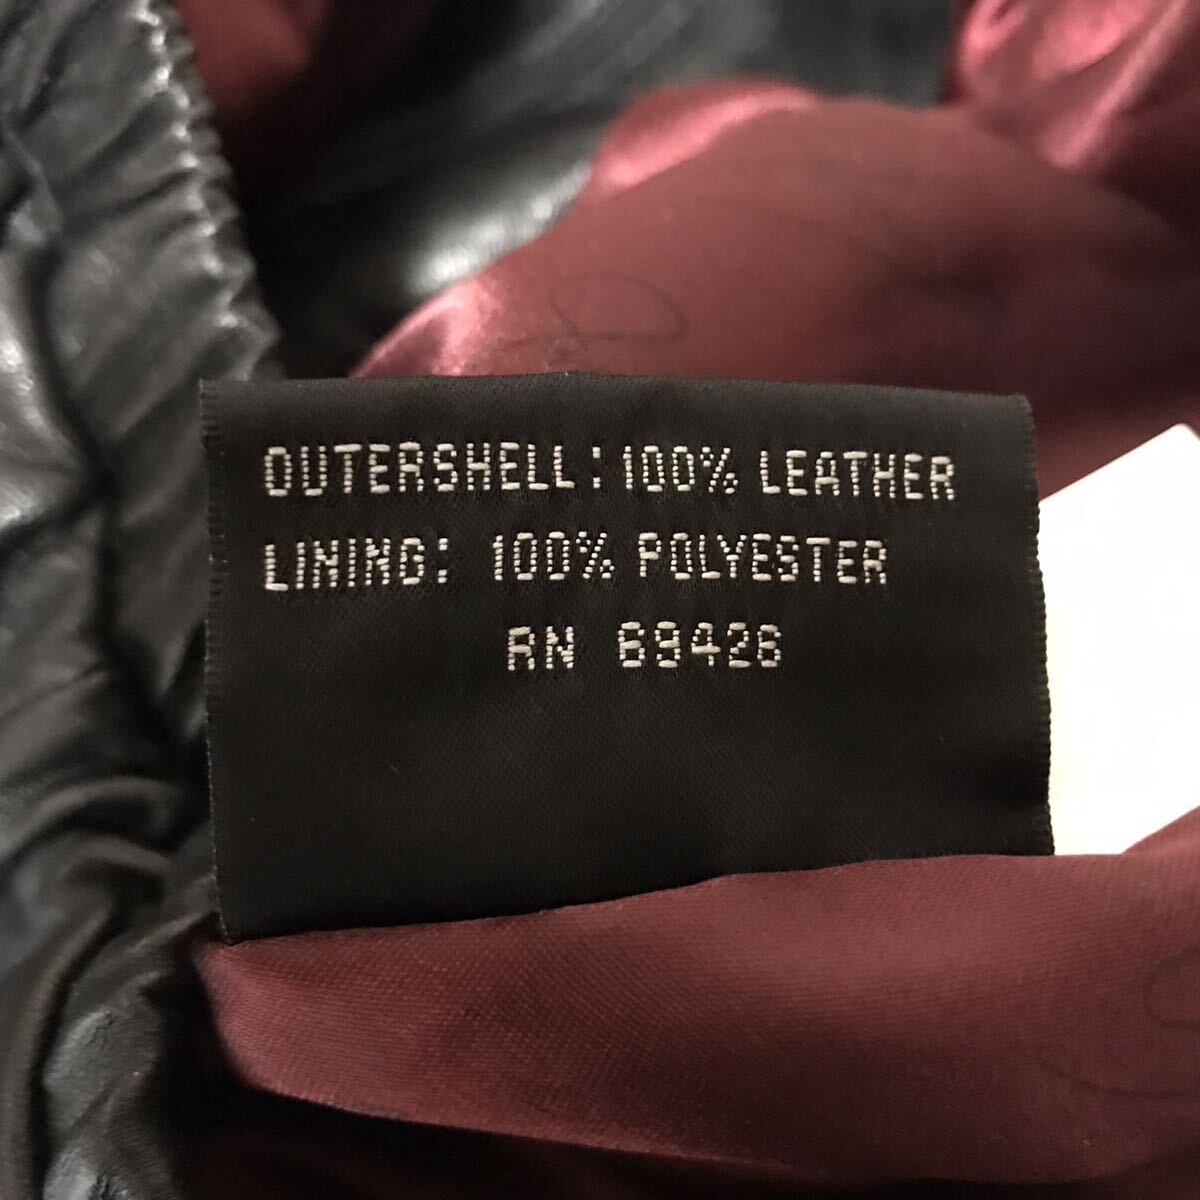 OUTERSHELL: 100% LEATHER
LINING: 100% POLYESTER
RN 69426